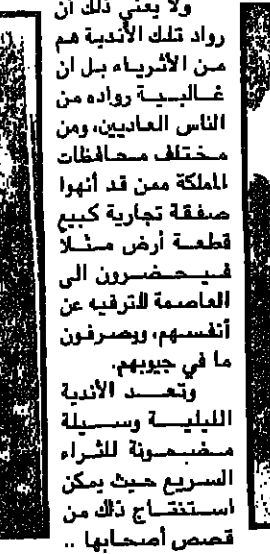 ولا يعني ذلك أن
رواد تلك الأندية هم
من الأثرياء بل ان
غالبية رواده من
الناس العاديين، ومن
مختلف محافظات
المملكة ممن قد أنهوا
صفقة تجارية كبيع
قطعة أرض مثلا
فيحضرون الى
العاصمة للترفيه عن
أنفسهم، ويصرفون
ما في جيوبهم.
وتعد الأندية
الليلية وسيلة
مضمونة للثراء
السريع حيث يمكن
استنتاج ذلك من
قصص أصحابها ..